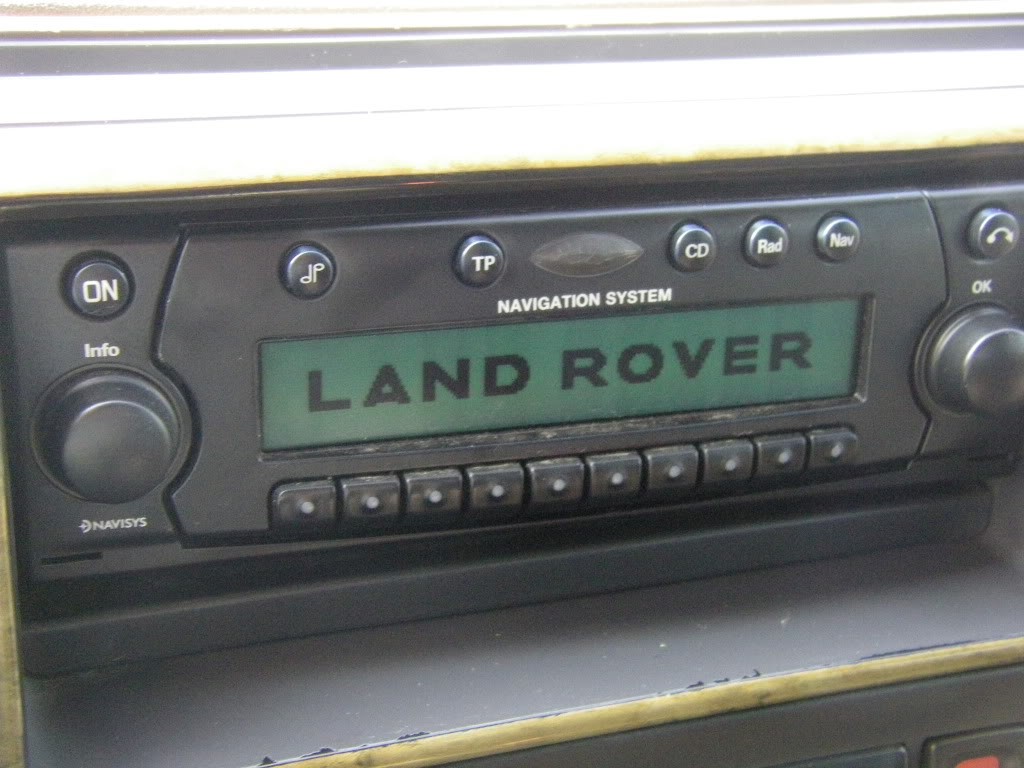 ON
TP
CD
Rad
Nav
NAVIGATION SYSTEM
OK
Info
LAND ROVER
NAVISYS